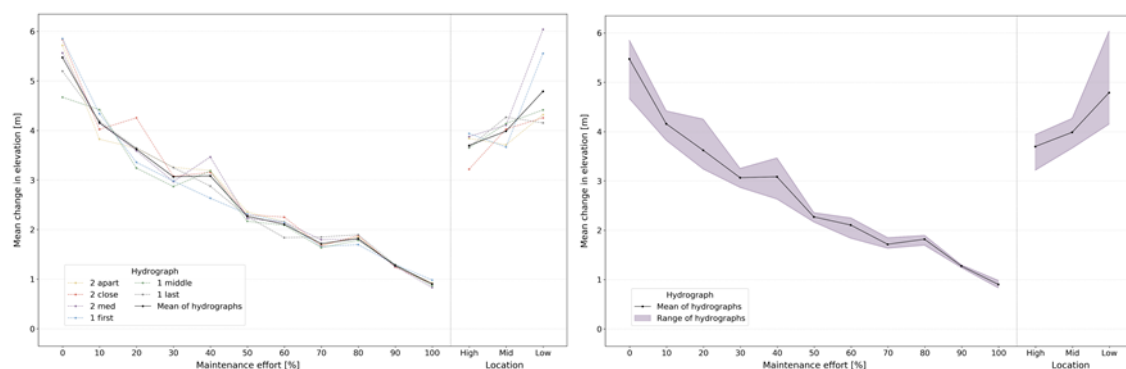 Mean change in elevation [m]
6
5
4
3
2
1
0
Hydrograph
2 apart
2 close
2 med
1 first
1 middle
1 last
Mean of hydrographs
0 10 20 30 40 50 60 70 80 90 100 High Mid Low
Maintenance effort [%] Location
Mean change in elevation [m]
6
5
4
3
2
1
0
Hydrograph
Mean of hydrographs
Range of hydrographs
0 10 20 30 40 50 60 70 80 90 100 High Mid Low
Maintenance effort [%] Location